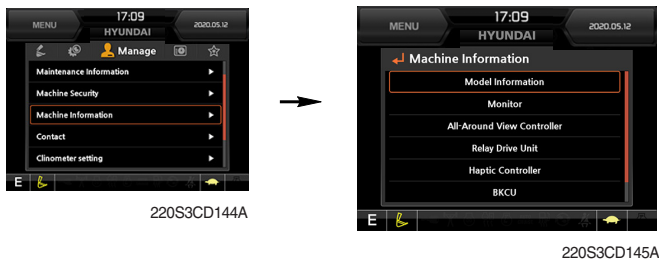 MENU
17:09
HYUNDAI
2020.05.12
Manage
Maintenance Information
Machine Security
Machine Information
Contact
Clinometer setting
E
220S3CD144A
MENU
17:09
HYUNDAI
2020.05.12
Machine Information
Model Information
Monitor
All-Around View Controller
Relay Drive Unit
Haptic Controller
BKCU
E
220S3CD145A